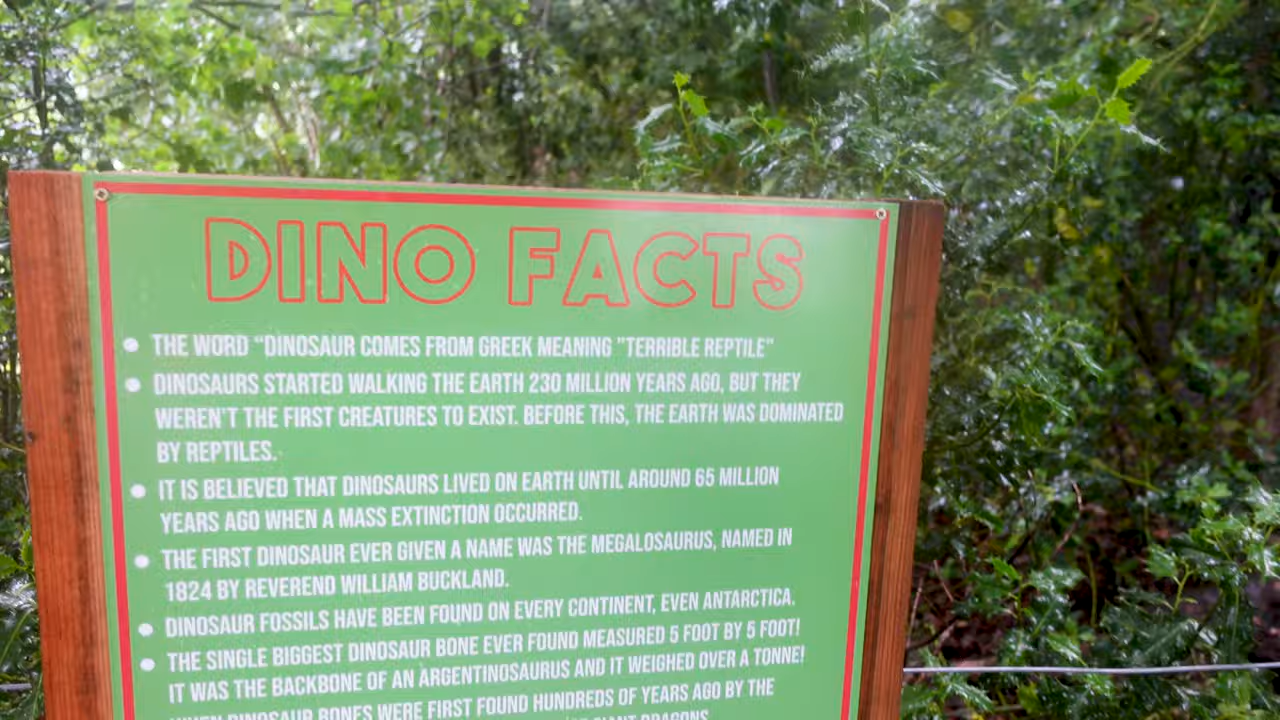 DINO FACTS
THE WORD “DINOSAUR COMES FROM GREEK MEANING "TERRIBLE REPTILE"
DINOSAURS STARTED WALKING THE EARTH 230 MILLION YEARS AGO, BUT THEY
WEREN'T THE FIRST CREATURES TO EXIST. BEFORE THIS, THE EARTH WAS DOMINATED
BY REPTILES.
IT IS BELIEVED THAT DINOSAURS LIVED ON EARTH UNTIL AROUND 65 MILLION
YEARS AGO WHEN A MASS EXTINCTION OCCURRED.
THE FIRST DINOSAUR EVER GIVEN A NAME WAS THE MEGALOSAURUS, NAMED IN
1824 BY REVEREND WILLIAM BUCKLAND.
DINOSAUR FOSSILS HAVE BEEN FOUND ON EVERY CONTINENT, EVEN ANTARCTICA.
THE SINGLE BIGGEST DINOSAUR BONE EVER FOUND MEASURED 5 FOOT BY 5 FOOT!
IT WAS THE BACKBONE OF AN ARGENTINOSAURUS AND IT WEIGHED OVER A TONNE!
WHEN DINOSAUR BONES WERE FIRST FOUND HUNDREDS OF YEARS AGO BY THE
GIANT DRAGONS